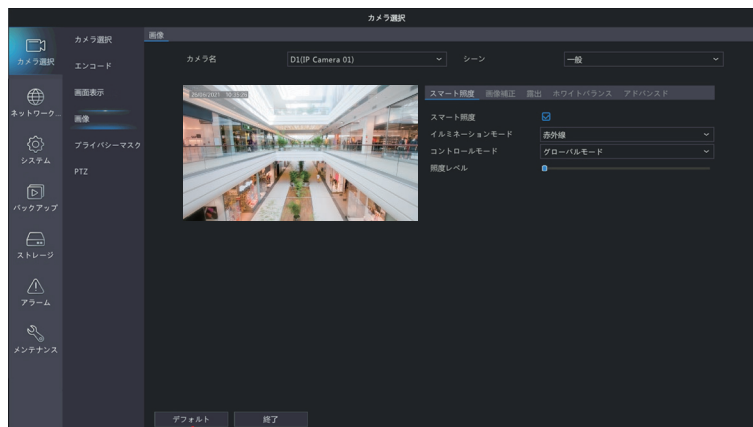 カメラ選択
カメラ選択
ネットワーク...
システム
バックアップ
ストレージ
アラーム
メンテナンス
カメラ選択
エンコード
画面表示
画像
プライバシーマスク
PTZ
画像
カメラ名
D1(IP Camera 01)
シーン
一般
スマート照度 画像補正 露出 ホワイトバランス アドバンスド
スマート照度
イルミネーションモード
赤外線
コントロールモード
グローバルモード
照度レベル
デフォルト
終了